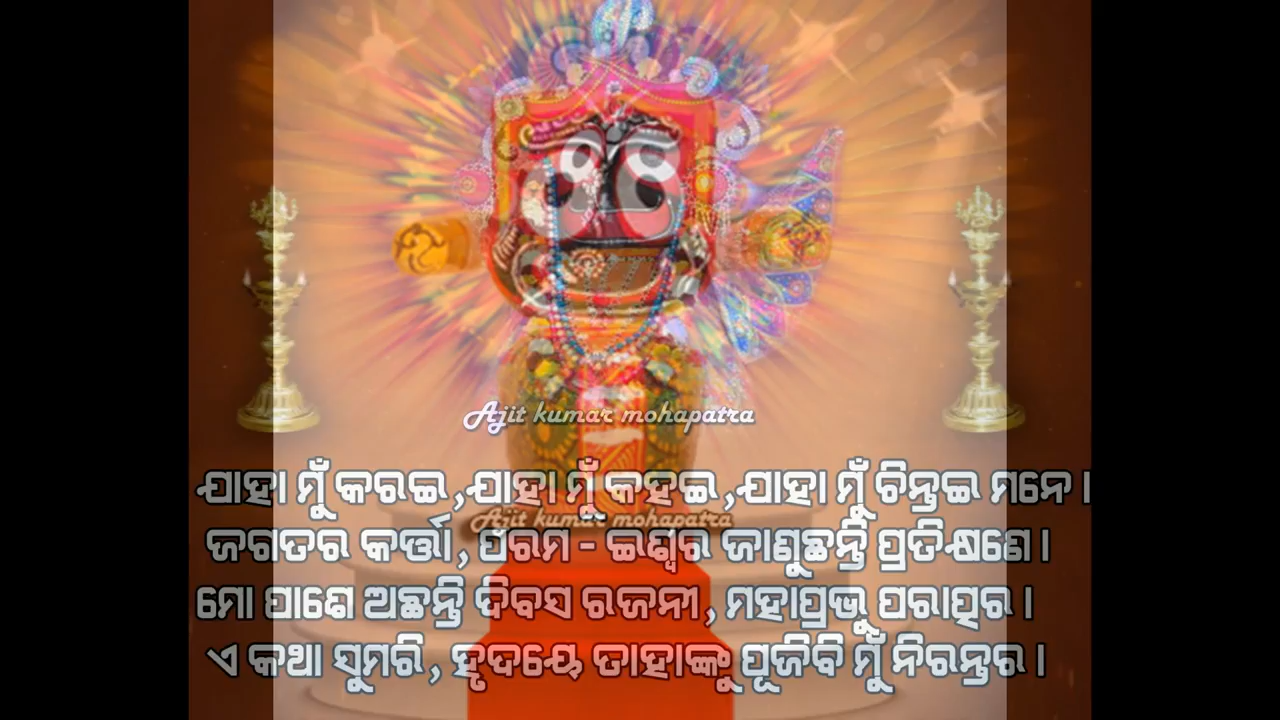 Ajit kumar mohapatra
ଯାହା ମୁଁ କରଇ,ଯାହା ମୁଁ କହଇ,ଯାହା ମୁଁ ଚିନ୍ତଇ ମନେ।
Ajit kumar mohapatra
ଜଗତର କର୍ତ୍ତା, ପରମ - ଇଶ୍ୱର ଜାଣୁଛନ୍ତି ପ୍ରତିକ୍ଷଣେ।
ମୋ ପାଶେ ଅଛନ୍ତି ଦିବସ ରଜନୀ, ମହାପ୍ରଭୁ ପରାତ୍ପର।
ଏ କଥା ସୁମରି, ହୃଦୟେ ତାହାଙ୍କୁ ପୂଜିବି ମୁଁ ନିରନ୍ତର।